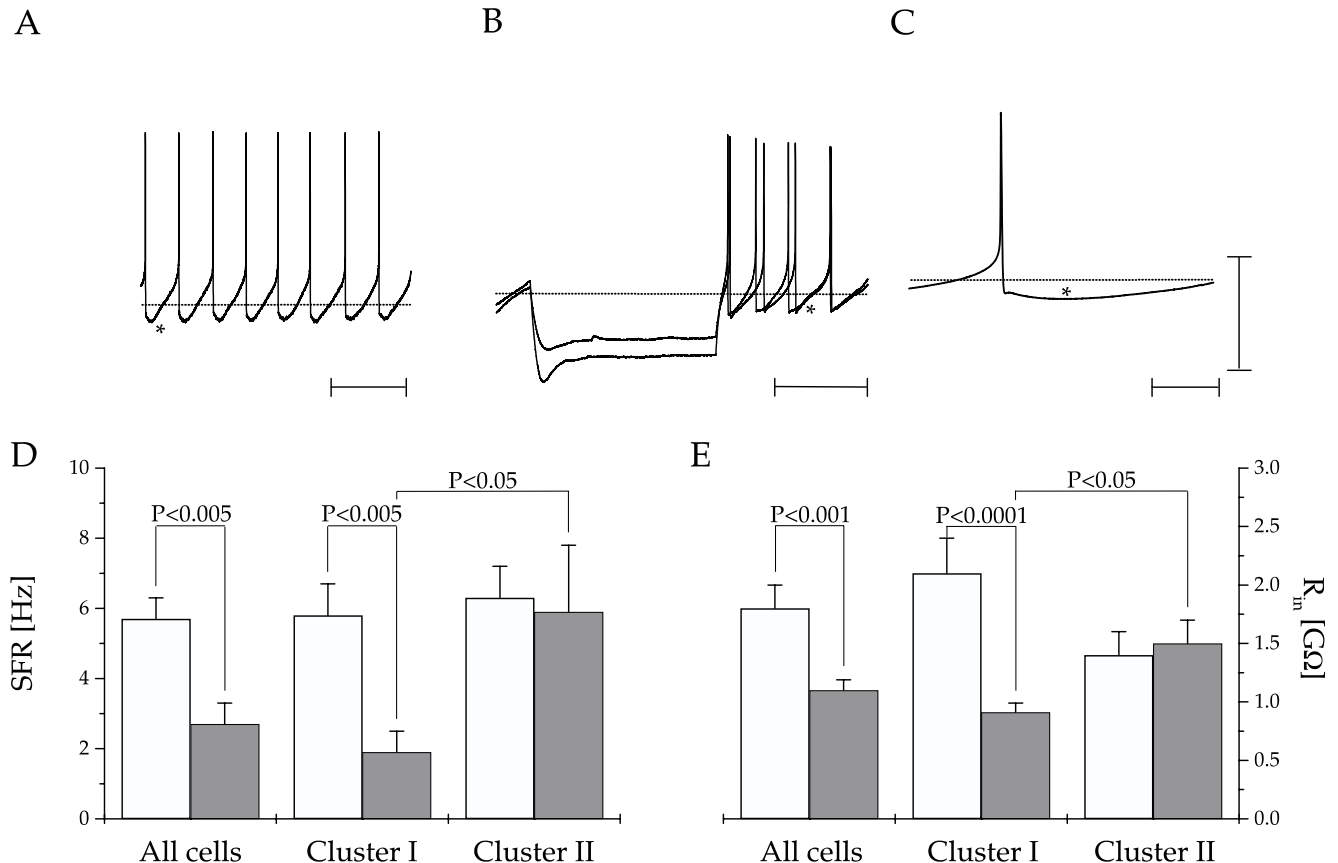 A B C
*
*
*
D E
10
8
6
4
2
0
SFR [Hz]
P<0.005
P<0.005
P<0.05
All cells Cluster I Cluster II
P<0.001
P<0.0001
P<0.05
3.0
2.5
2.0
1.5
1.0
0.5
0.0
Rin [GΩ]
All cells Cluster I Cluster II